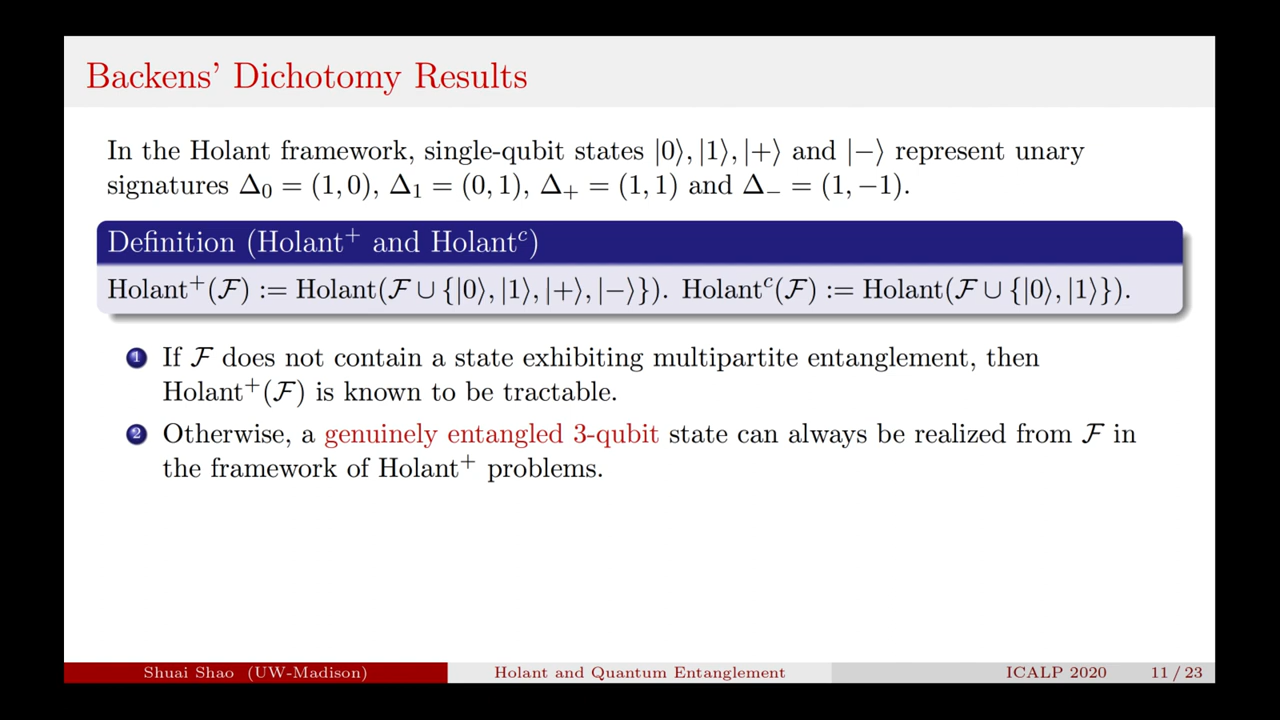 Backens' Dichotomy Results
In the Holant framework, single-qubit states |0⟩, |1⟩, |+⟩ and |−⟩ represent unary
signatures Δ₀ = (1, 0), Δ₁ = (0, 1), Δ₊ = (1, 1) and Δ₋ = (1, −1).
Definition (Holant⁺ and Holantᶜ)
Holant⁺(ℱ) := Holant(ℱ ∪ {|0⟩, |1⟩, |+⟩, |−⟩}). Holantᶜ(ℱ) := Holant(ℱ ∪ {|0⟩, |1⟩}).
1 If ℱ does not contain a state exhibiting multipartite entanglement, then
Holant⁺(ℱ) is known to be tractable.
2 Otherwise, a genuinely entangled 3-qubit state can always be realized from ℱ in
the framework of Holant⁺ problems.
Shuai Shao (UW-Madison) Holant and Quantum Entanglement ICALP 2020 11 / 23